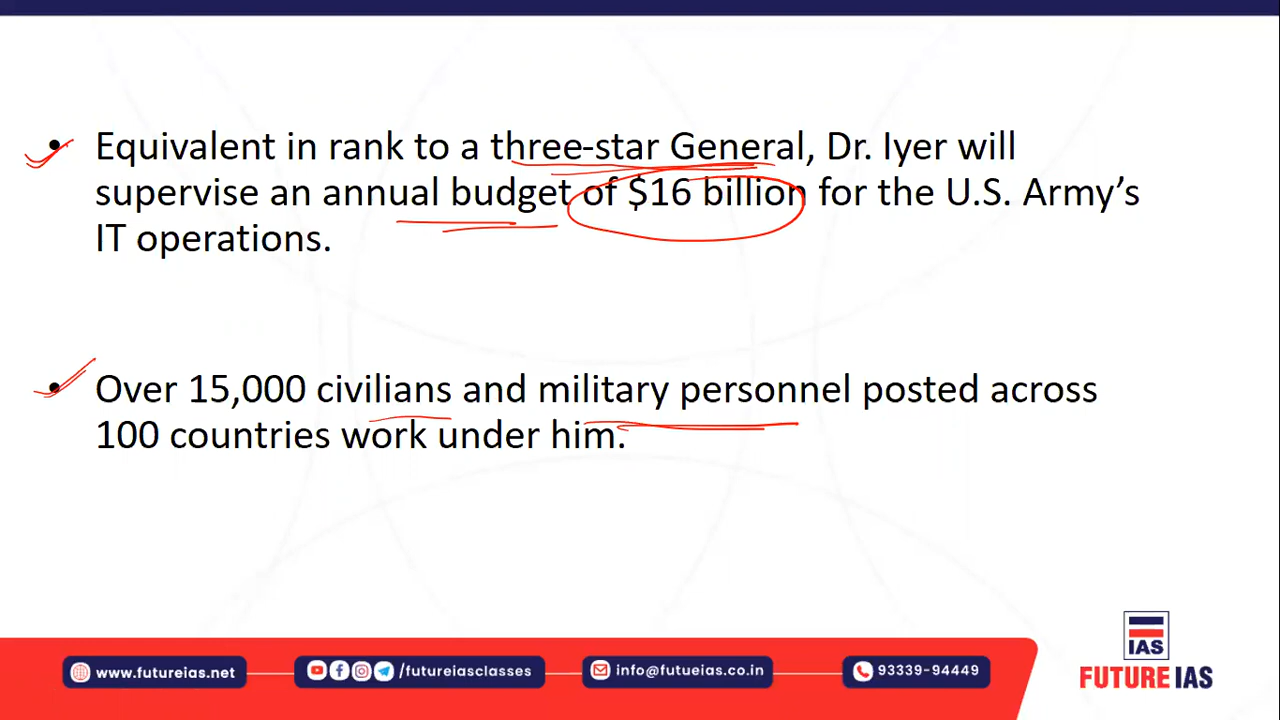 • Equivalent in rank to a three-star General, Dr. Iyer will
supervise an annual budget of $16 billion for the U.S. Army’s
IT operations.
• Over 15,000 civilians and military personnel posted across
100 countries work under him.
IAS
www.futureias.net
/futureiasclasses
info@futueias.co.in
93339-94449
FUTURE IAS